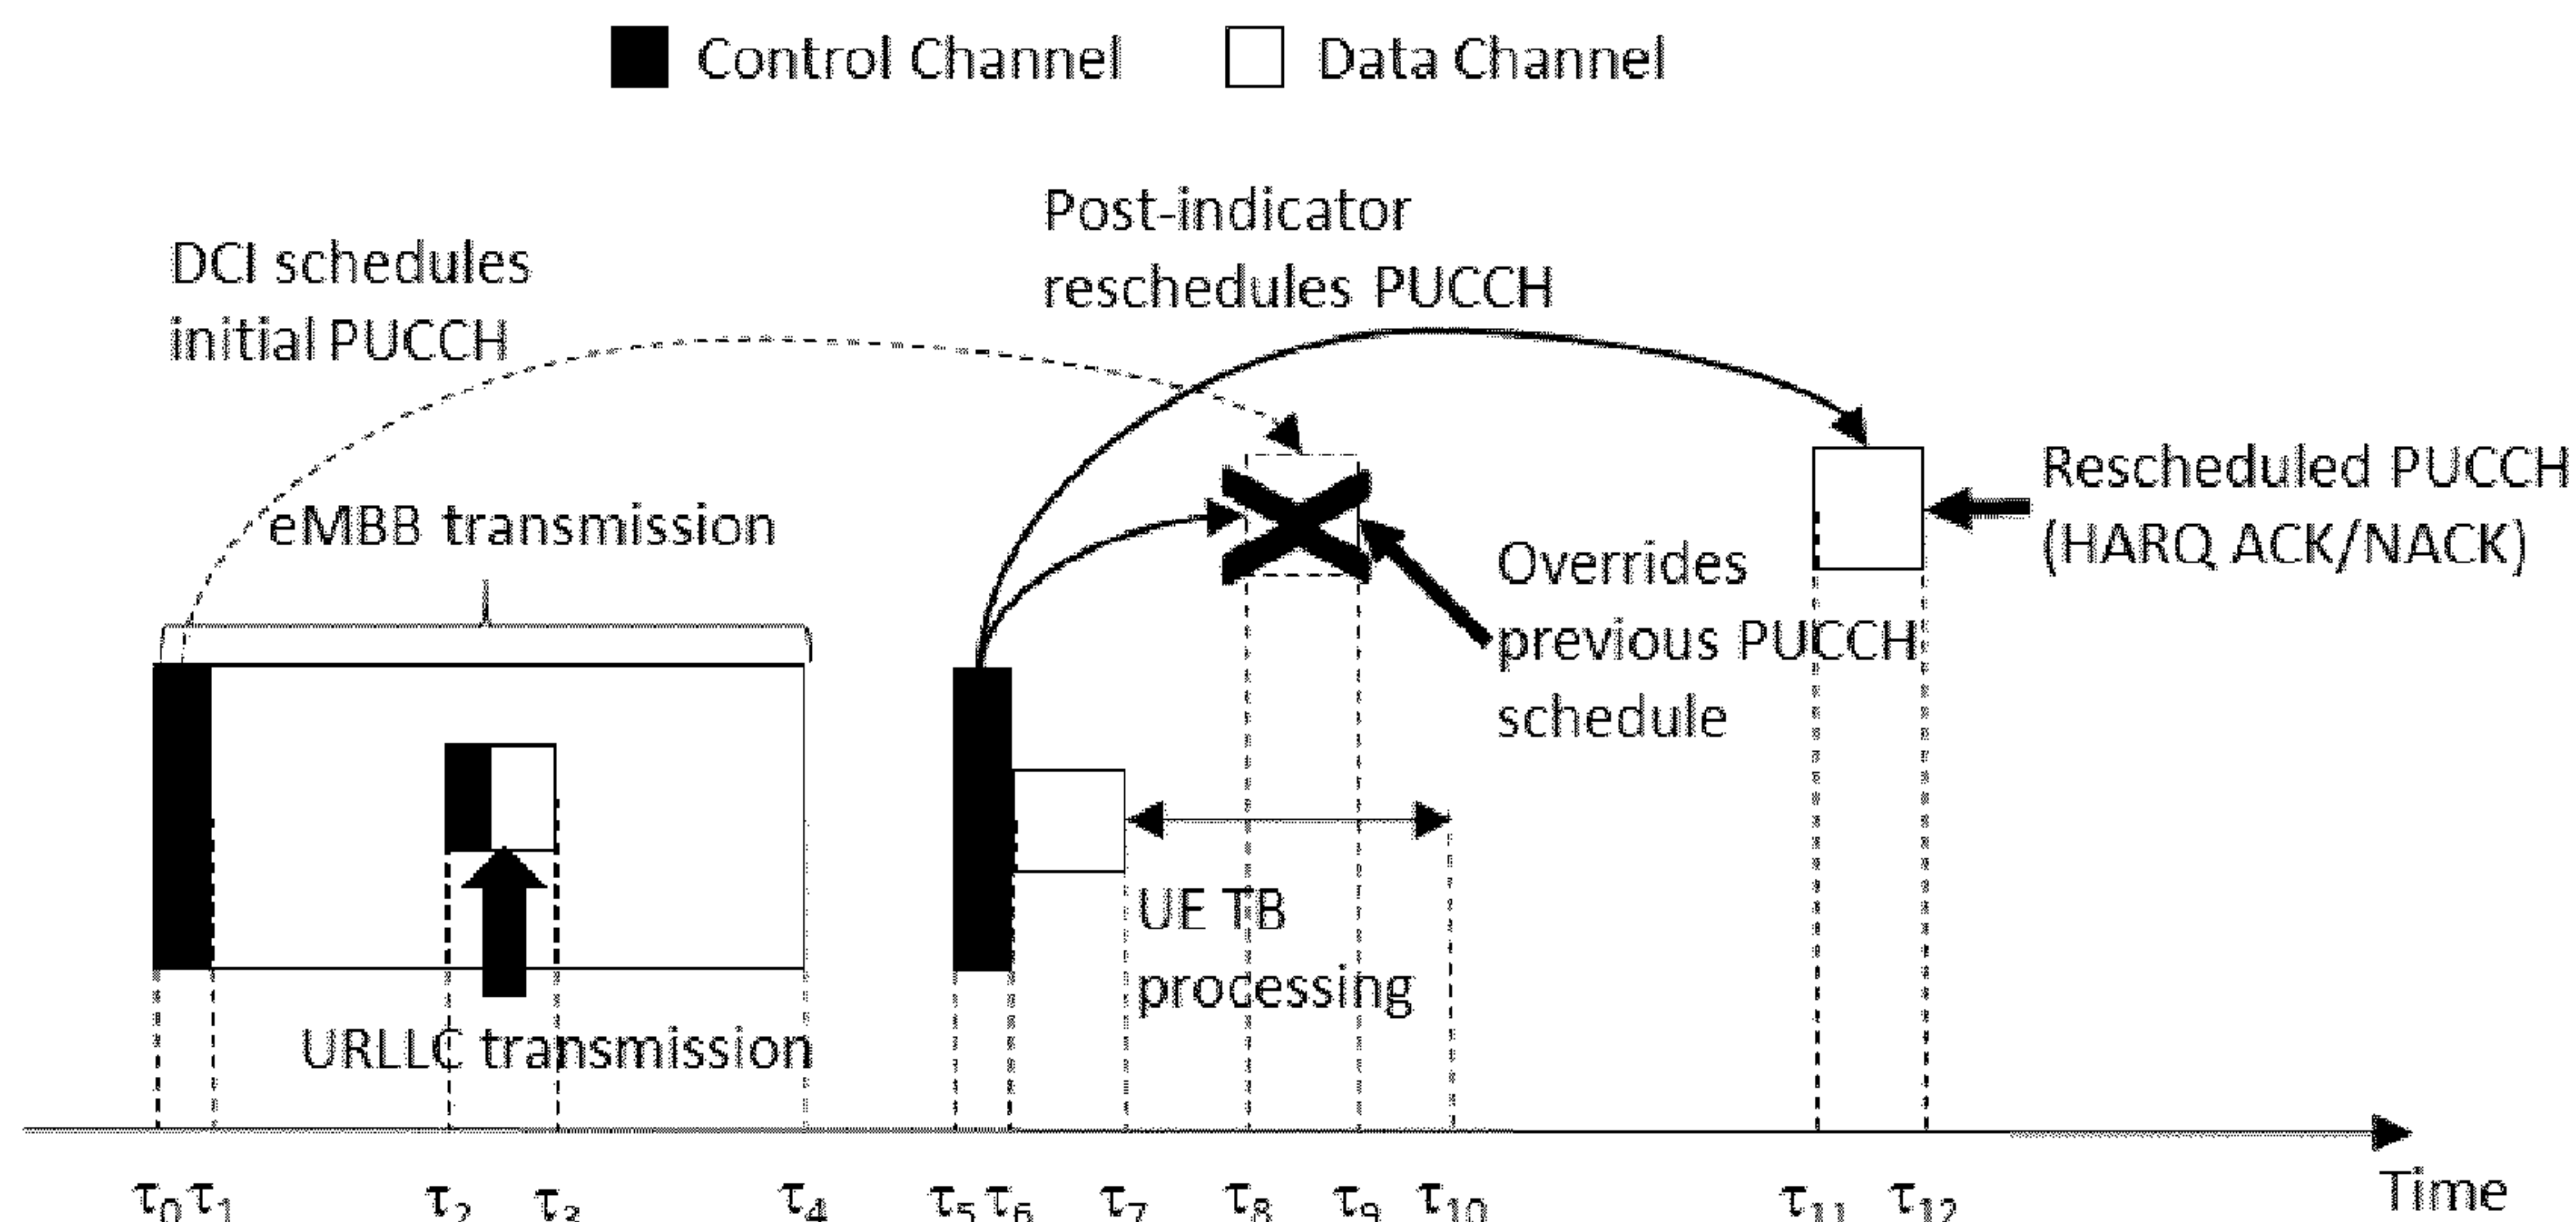 Control Channel
Data Channel
Post-indicator
reschedules PUCCH
DCI schedules
initial PUCCH
eMBB transmission
Rescheduled PUCCH
(HARQ ACK/NACK)
Overrides
previous PUCCH
schedule
UE TB
processing
URLLC transmission
τ0 τ1 τ2 τ3 τ4 τ5 τ6 τ7 τ8 τ9 τ10 τ11 τ12
Time